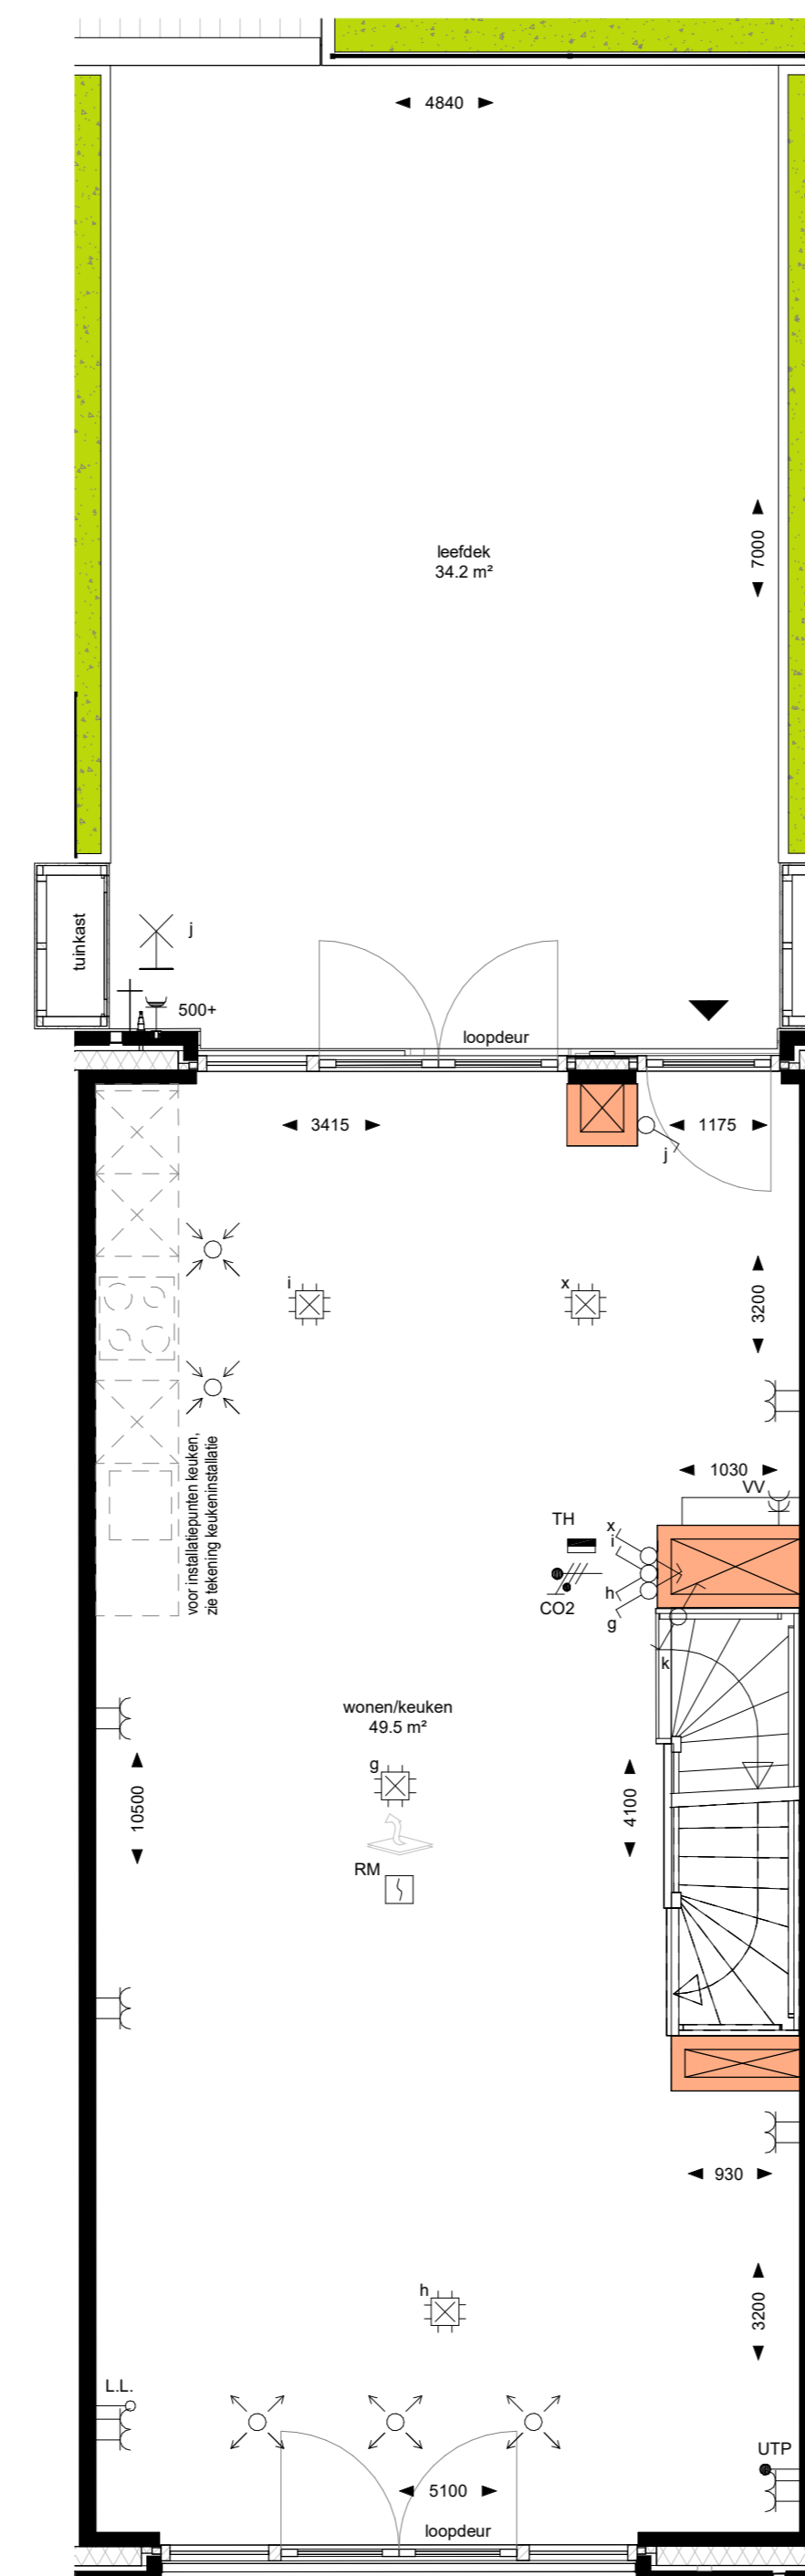 4840
7000
leefdek
34.2 m²
tuinkast
j
500+
loopdeur
3415
1175
j
i
x
3200
voor installatiepunten keuken,
zie tekening keukeninstallatie
1030
VV
TH
x
i
h
CO2
g
k
wonen/keuken
49.5 m²
g
10500
4100
RM
930
h
3200
L.L.
UTP
5100
loopdeur